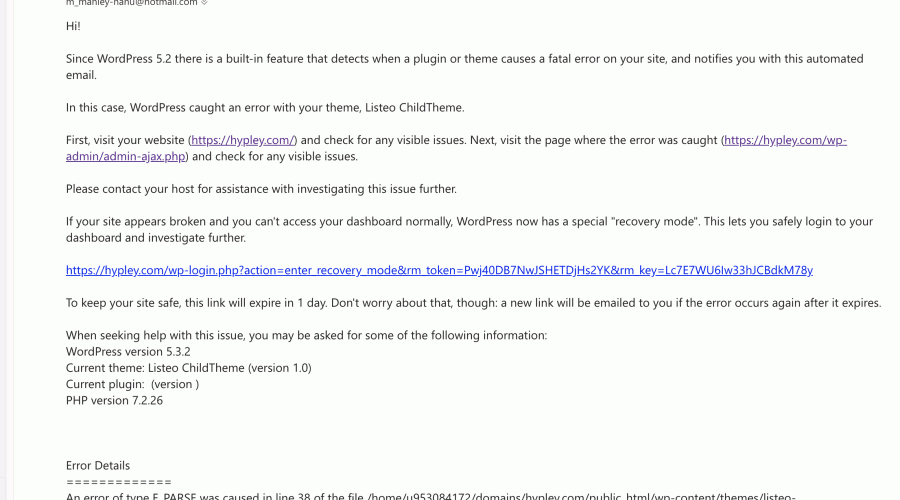 m_manley-nanu@hotmail.com
Hi!
Since WordPress 5.2 there is a built-in feature that detects when a plugin or theme causes a fatal error on your site, and notifies you with this automated
email.
In this case, WordPress caught an error with your theme, Listeo ChildTheme.
First, visit your website (https://hypley.com/) and check for any visible issues. Next, visit the page where the error was caught (https://hypley.com/wp-
admin/admin-ajax.php) and check for any visible issues.
Please contact your host for assistance with investigating this issue further.
If your site appears broken and you can't access your dashboard normally, WordPress now has a special "recovery mode". This lets you safely login to your
dashboard and investigate further.
https://hypley.com/wp-login.php?action=enter_recovery_mode&rm_token=Pwj40DB7NwJSHETDjHs2YK&rm_key=Lc7E7WU6Iw33hJCBdkM78y
To keep your site safe, this link will expire in 1 day. Don't worry about that, though: a new link will be emailed to you if the error occurs again after it expires.
When seeking help with this issue, you may be asked for some of the following information:
WordPress version 5.3.2
Current theme: Listeo ChildTheme (version 1.0)
Current plugin:  (version )
PHP version 7.2.26
Error Details
=============
An error of type E_PARSE was caused in line 38 of the file /home/u953084172/domains/hypley.com/public_html/wp-content/themes/listeo-